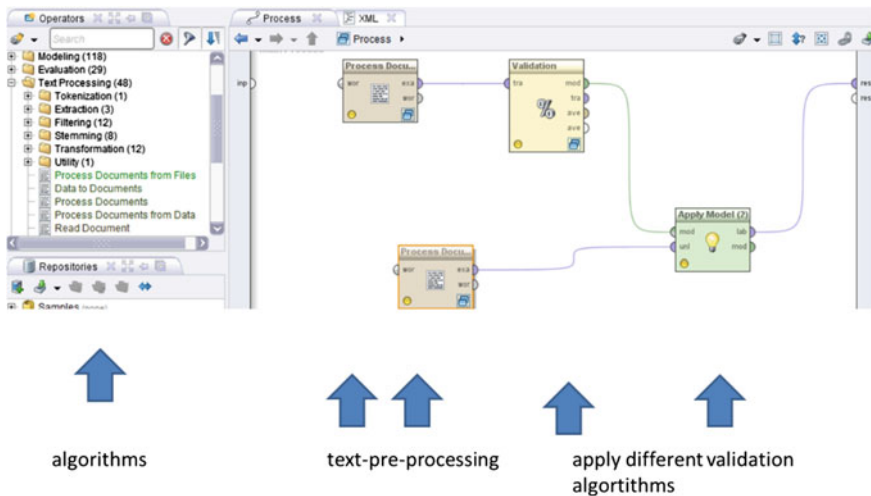 Operators
Process
XML
Search
Process
Modeling (118)
Evaluation (29)
Text Processing (48)
Tokenization (1)
Extraction (3)
Filtering (12)
Stemming (8)
Transformation (12)
Utility (1)
Process Documents from Files
Data to Documents
Process Documents
Process Documents from Data
Read Document
Repositories
Samples (none)
inp
Process Docu...
wor
exa
wor
Validation
tra
mod
tra
ave
ave
res
res
Apply Model (2)
mod
lab
unl
mod
Process Docu...
wor
exa
wor
algorithms
text-pre-processing
apply different validation
algortithms